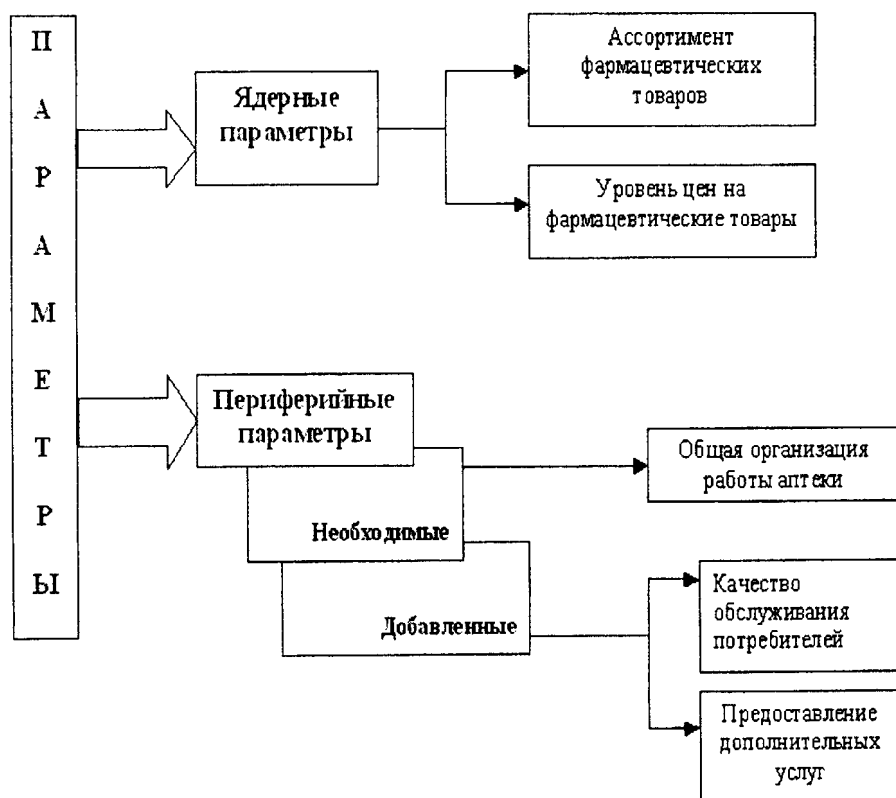 ПАРАМЕТРЫ
Ядерные
параметры
Ассортимент
фармацевтических
товаров
Уровень цен на
фармацевтические товары
Периферийные
параметры
Необходимые
Добавленные
Общая организация
работы аптеки
Качество
обслуживания
потребителей
Предоставление
дополнительных
услуг